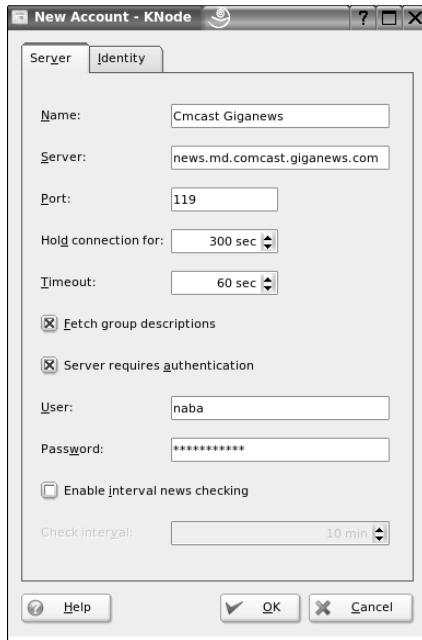 New Account - KNode
Server Identity
Name: Cmcast Giganews
Server: news.md.comcast.giganews.com
Port: 119
Hold connection for: 300 sec
Timeout: 60 sec
Fetch group descriptions
Server requires authentication
User: naba
Password: ***********
Enable interval news checking
Check interval: 10 min
Help OK Cancel